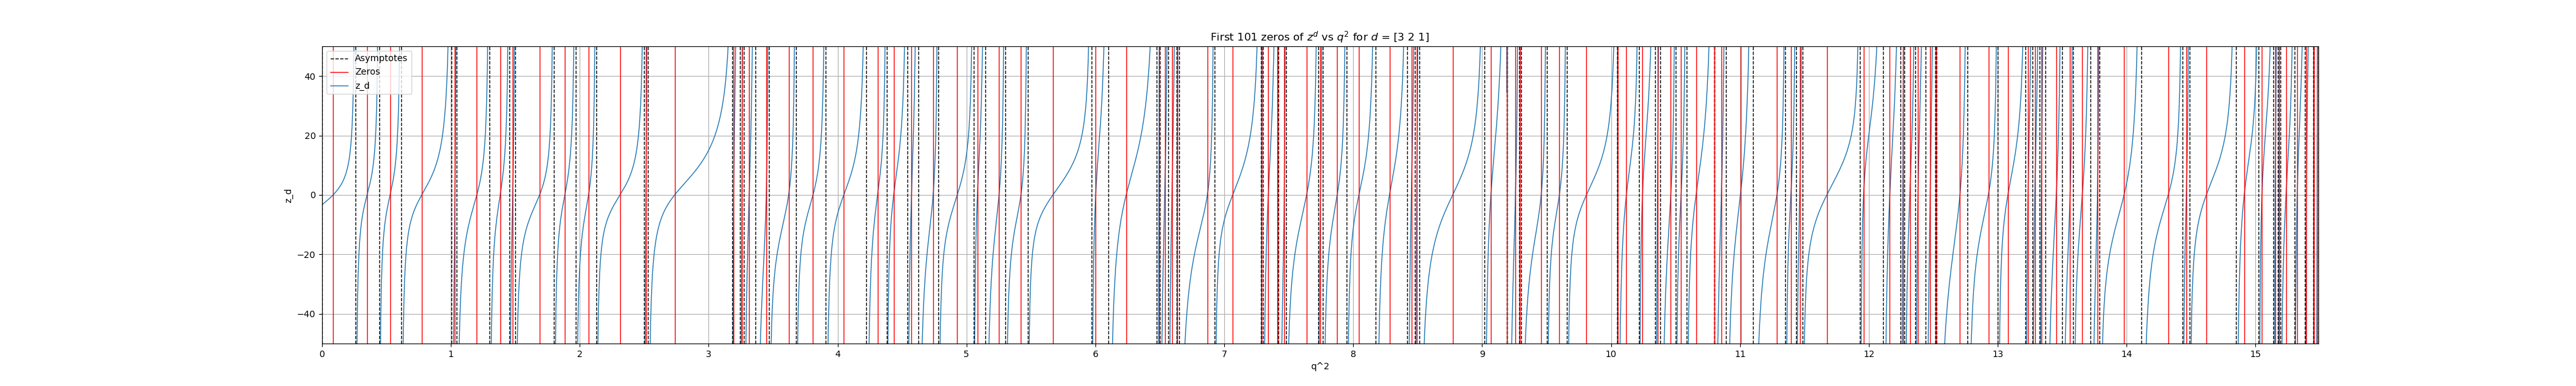 First 101 zeros of z^d vs q^2 for d = [3 2 1]
Asymptotes
Zeros
z_d
40
20
0
−20
−40
z_d
0 1 2 3 4 5 6 7 8 9 10 11 12 13 14 15
q^2